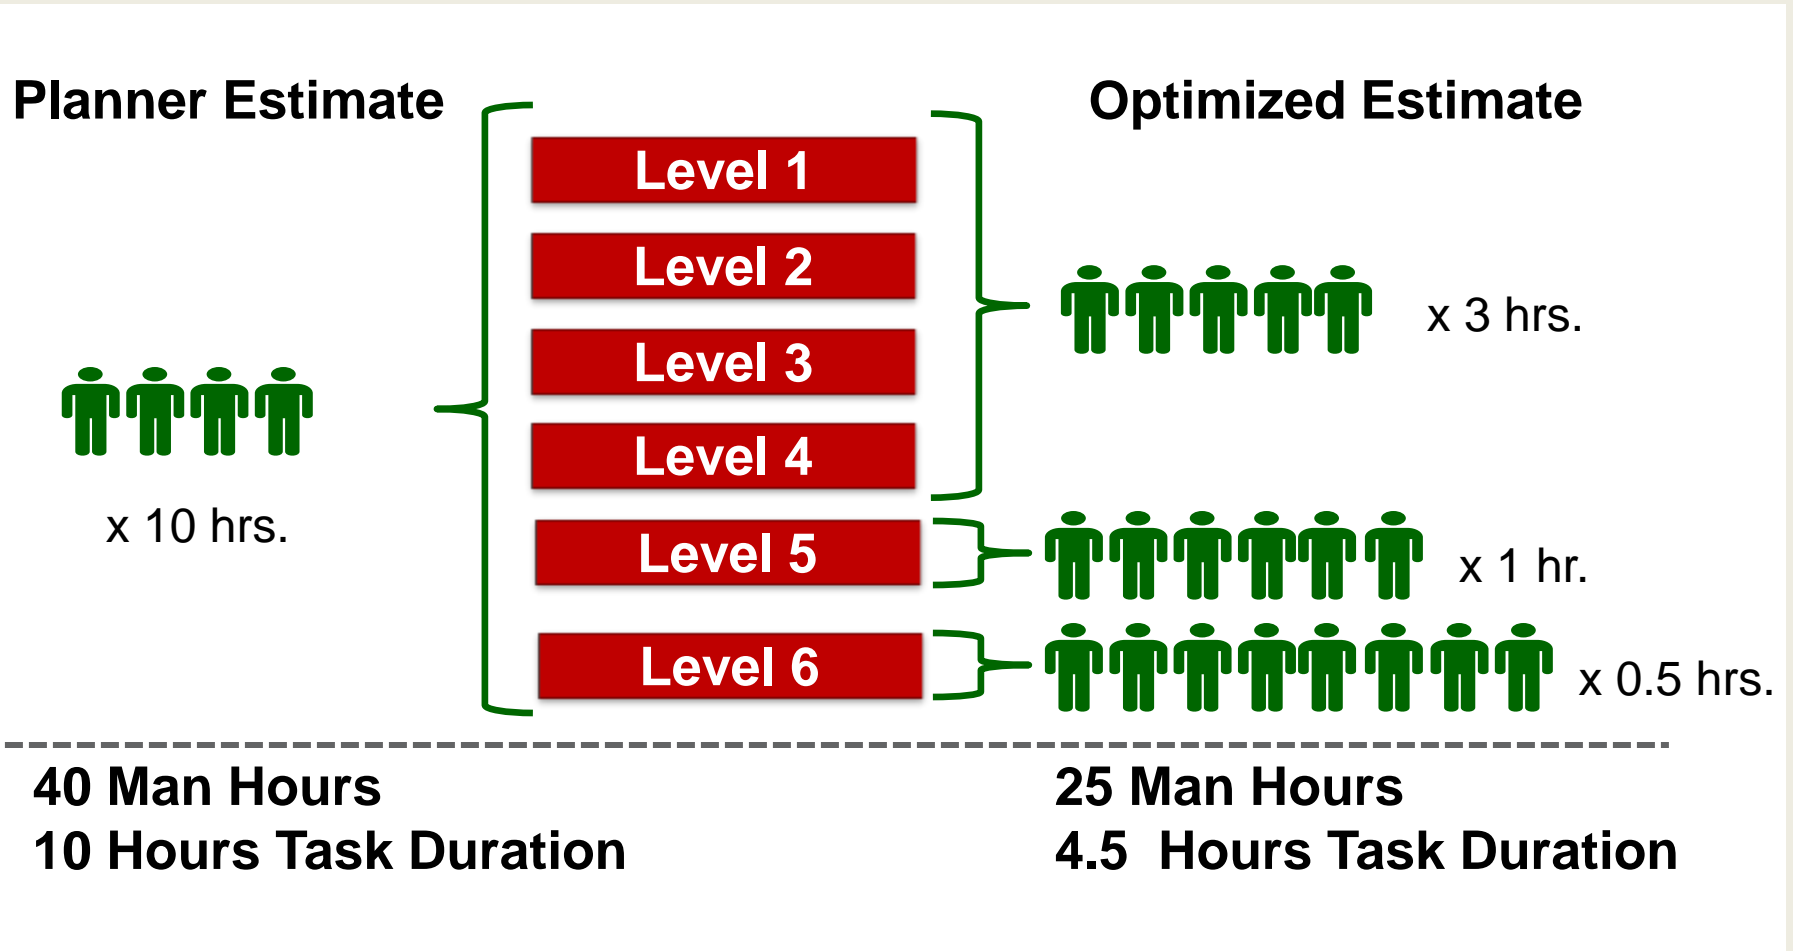 Planner Estimate
Optimized Estimate
Level 1
Level 2
Level 3
Level 4
Level 5
Level 6
x 10 hrs.
x 3 hrs.
x 1 hr.
x 0.5 hrs.
40 Man Hours
10 Hours Task Duration
25 Man Hours
4.5 Hours Task Duration